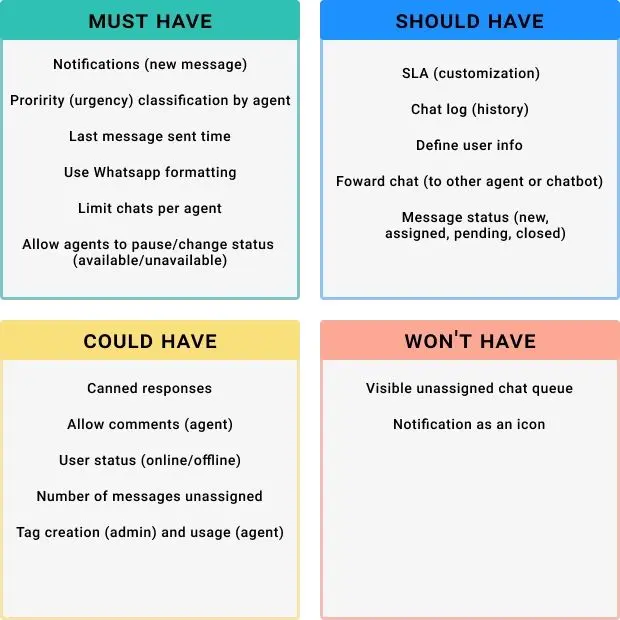 MUST HAVE
Notifications (new message)
Proririty (urgency) classification by agent
Last message sent time
Use Whatsapp formatting
Limit chats per agent
Allow agents to pause/change status
(available/unavailable)
SHOULD HAVE
SLA (customization)
Chat log (history)
Define user info
Foward chat (to other agent or chatbot)
Message status (new,
assigned, pending, closed)
COULD HAVE
Canned responses
Allow comments (agent)
User status (online/offline)
Number of messages unassigned
Tag creation (admin) and usage (agent)
WON'T HAVE
Visible unassigned chat queue
Notification as an icon